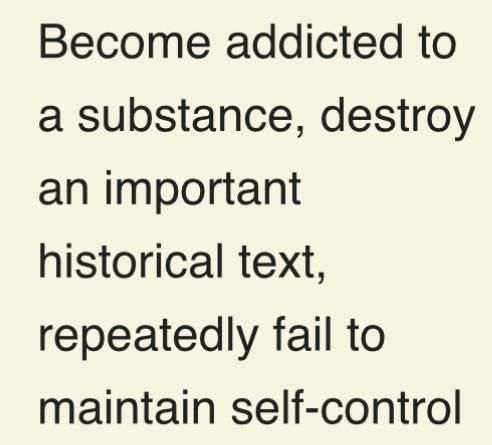 Become addicted to
a substance, destroy
an important
historical text,
repeatedly fail to
maintain self-control